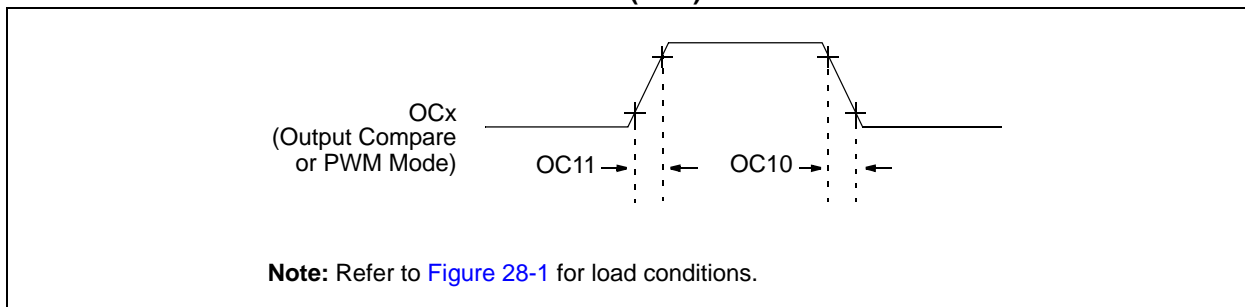 OCx
(Output Compare
or PWM Mode)
OC11
OC10
Note: Refer to Figure 28-1 for load conditions.